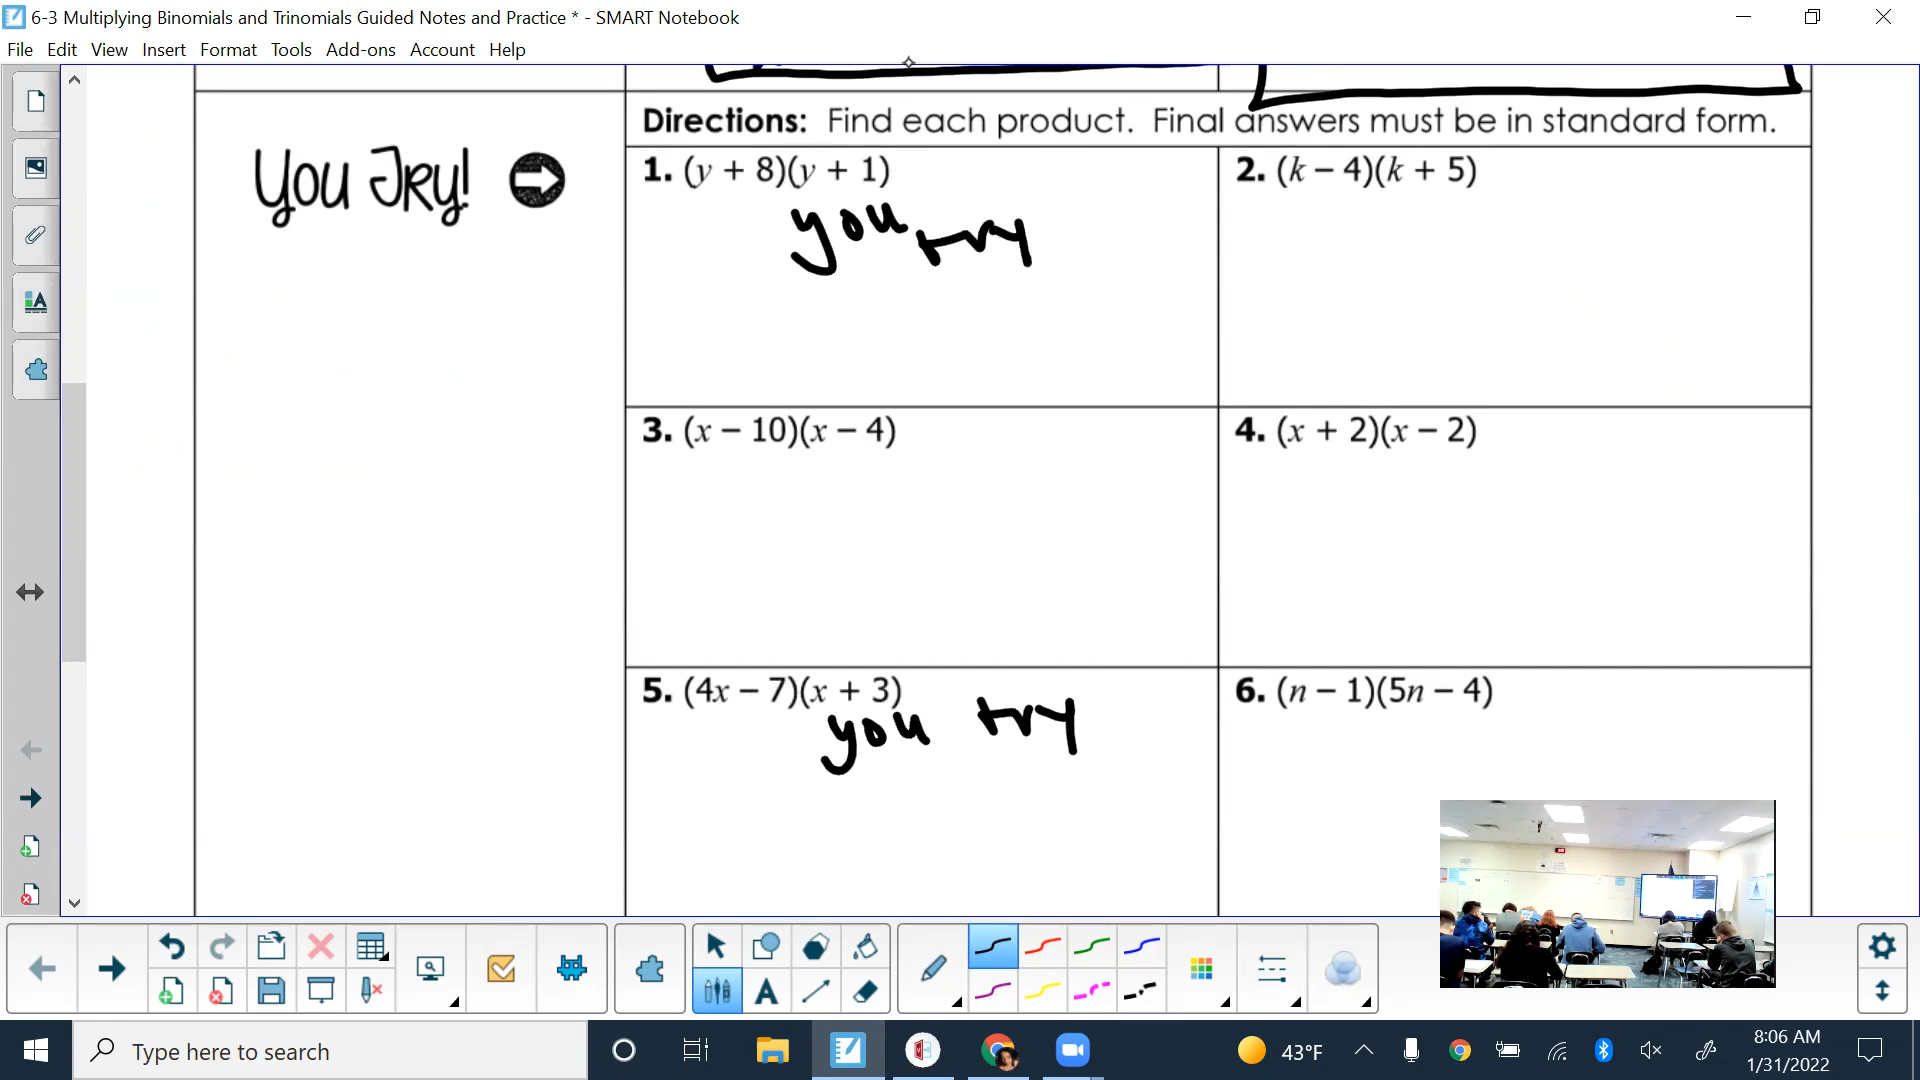 6-3 Multiplying Binomials and Trinomials Guided Notes and Practice * - SMART Notebook
File Edit View Insert Format Tools Add-ons Account Help
Directions: Find each product. Final answers must be in standard form.
You Try!
1. (y + 8)(y + 1)
you try
2. (k – 4)(k + 5)
3. (x – 10)(x – 4)
4. (x + 2)(x – 2)
5. (4x – 7)(x + 3)
you try
6. (n – 1)(5n – 4)
Type here to search
43°F
8:06 AM
1/31/2022